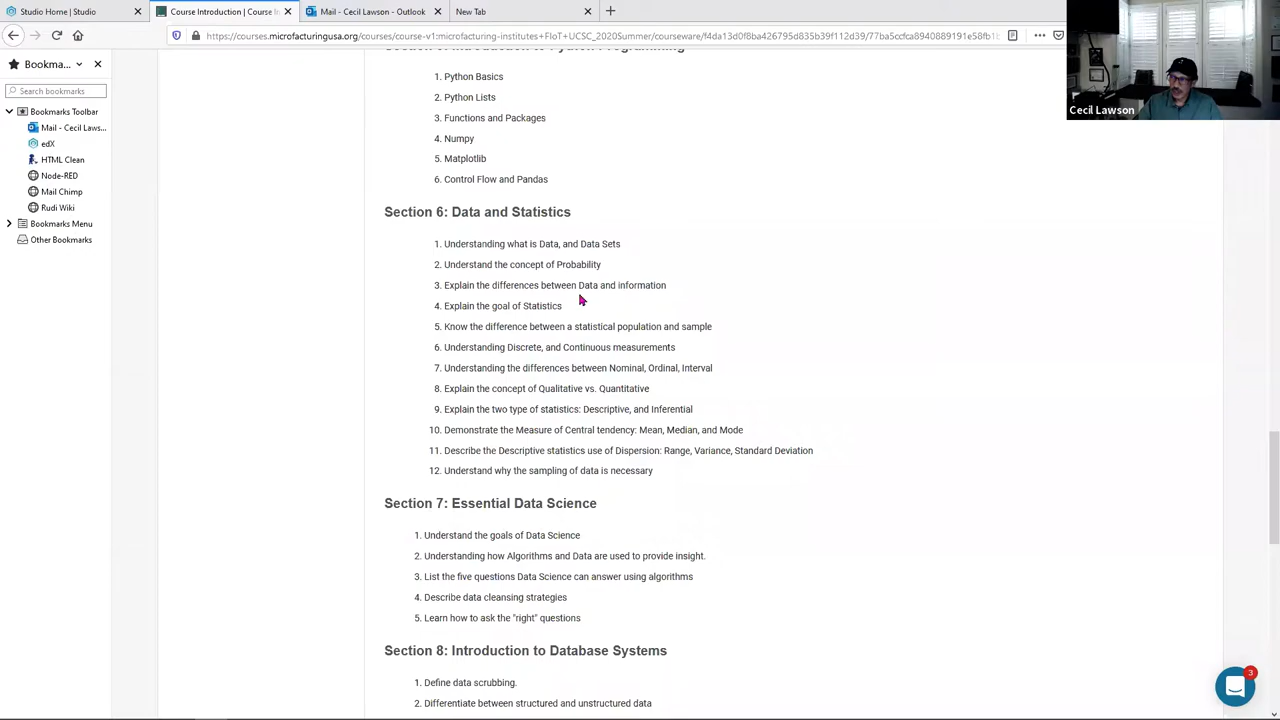 Studio Home | Studio
Course Introduction | Course In
Mail - Cecil Lawson - Outlook
New Tab
Bookma...
Search bookmarks
Bookmarks Toolbar
Mail - Cecil Laws...
edX
HTML Clean
Node-RED
Mail Chimp
Rudi Wiki
Bookmarks Menu
Other Bookmarks
Cecil Lawson
1. Python Basics
2. Python Lists
3. Functions and Packages
4. Numpy
5. Matplotlib
6. Control Flow and Pandas
Section 6: Data and Statistics
1. Understanding what is Data, and Data Sets
2. Understand the concept of Probability
3. Explain the differences between Data and information
4. Explain the goal of Statistics
5. Know the difference between a statistical population and sample
6. Understanding Discrete, and Continuous measurements
7. Understanding the differences between Nominal, Ordinal, Interval
8. Explain the concept of Qualitative vs. Quantitative
9. Explain the two type of statistics: Descriptive, and Inferential
10. Demonstrate the Measure of Central tendency: Mean, Median, and Mode
11. Describe the Descriptive statistics use of Dispersion: Range, Variance, Standard Deviation
12. Understand why the sampling of data is necessary
Section 7: Essential Data Science
1. Understand the goals of Data Science
2. Understanding how Algorithms and Data are used to provide insight.
3. List the five questions Data Science can answer using algorithms
4. Describe data cleansing strategies
5. Learn how to ask the "right" questions
Section 8: Introduction to Database Systems
1. Define data scrubbing.
2. Differentiate between structured and unstructured data
3